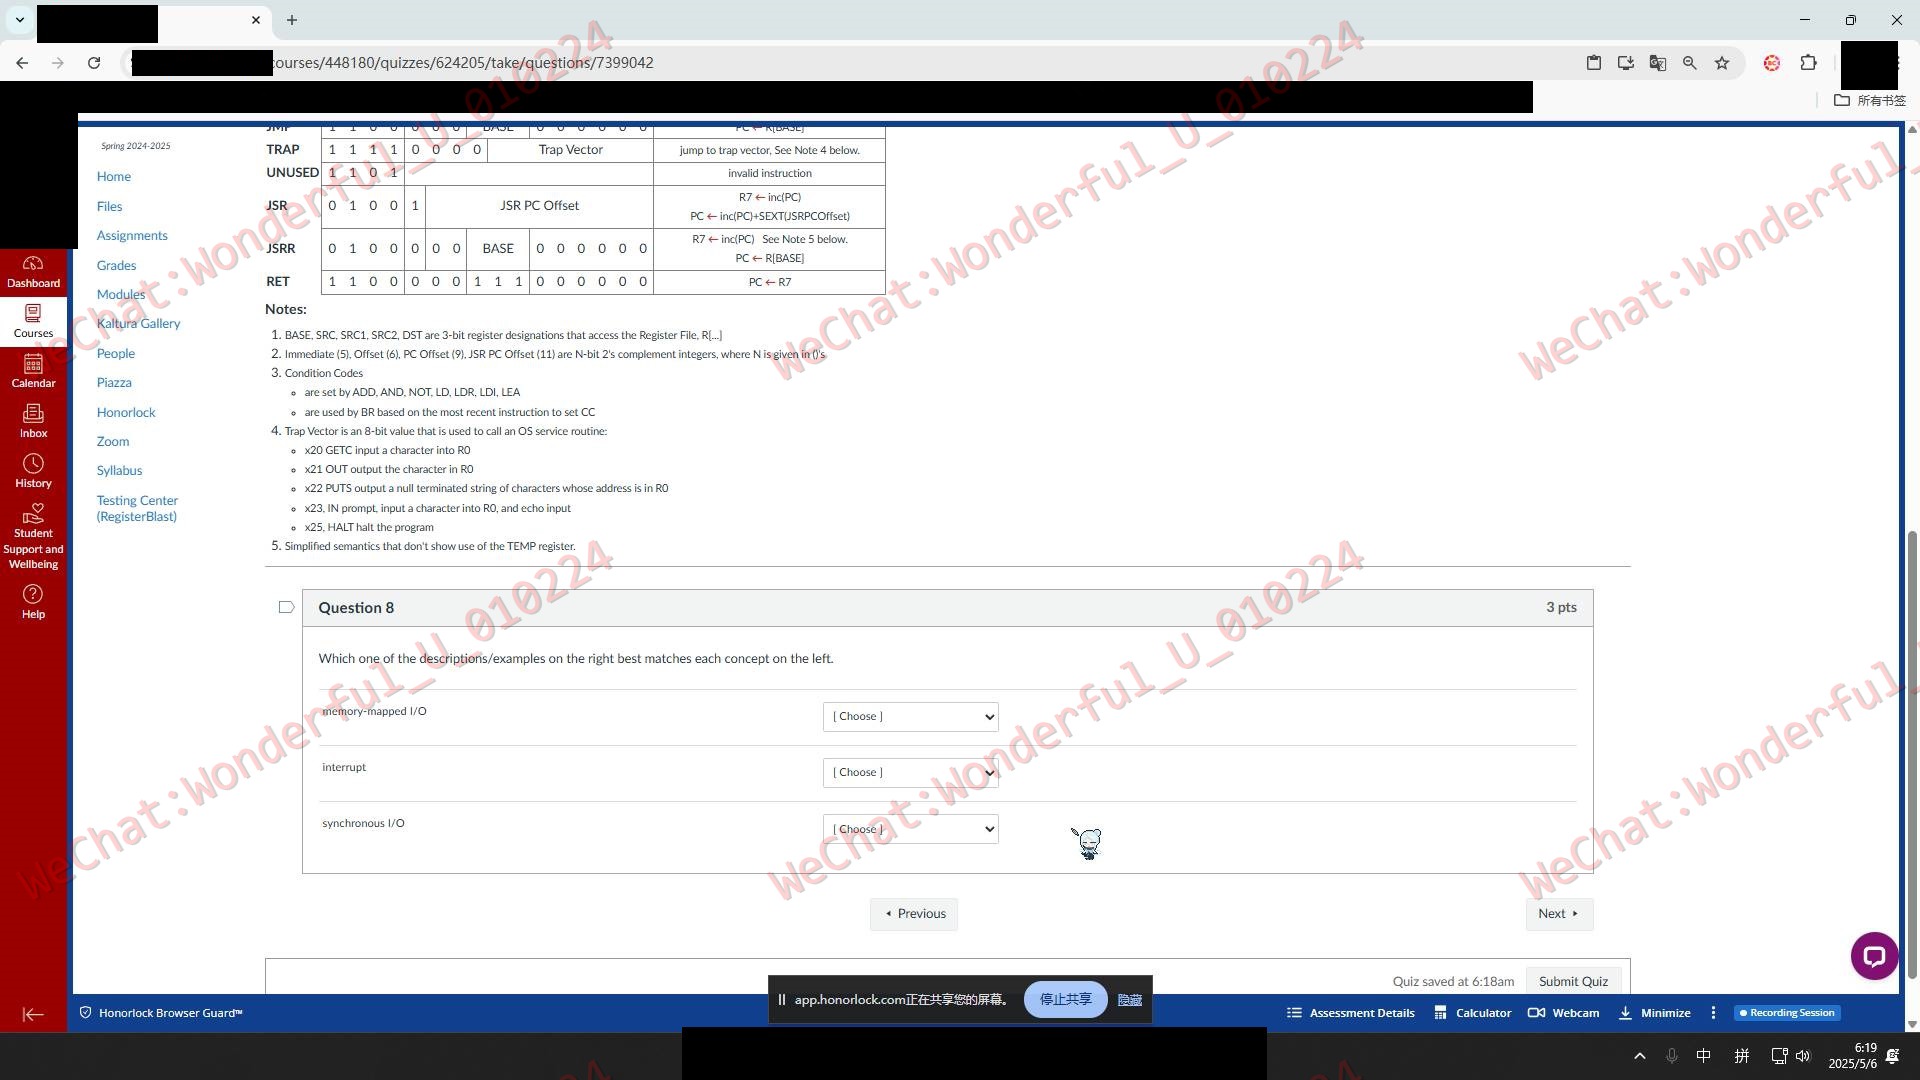 ourses/448180/quizzes/624205/take/questions/7399042
所有书签
Spring 2024-2025
Home
Files
Assignments
Grades
Modules
Kaltura Gallery
People
Piazza
Honorlock
Zoom
Syllabus
Testing Center
(RegisterBlast)
Dashboard
Courses
Calendar
Inbox
History
Student
Support and
Wellbeing
Help
JMP 1 1 0 0 0 0 0 BASE 0 0 0 0 0 0 PC ← R[BASE]
TRAP 1 1 1 1 0 0 0 0 Trap Vector jump to trap vector, See Note 4 below.
UNUSED 1 1 0 1 invalid instruction
JSR 0 1 0 0 1 JSR PC Offset R7 ← inc(PC)
PC ← inc(PC)+SEXT(JSRPCOffset)
JSRR 0 1 0 0 0 0 0 BASE 0 0 0 0 0 0 R7 ← inc(PC) See Note 5 below.
PC ← R[BASE]
RET 1 1 0 0 0 0 0 1 1 1 0 0 0 0 0 0 PC ← R7
Notes:
1. BASE, SRC, SRC1, SRC2, DST are 3-bit register designations that access the Register File, R[...]
2. Immediate (5), Offset (6), PC Offset (9), JSR PC Offset (11) are N-bit 2's complement integers, where N is given in ()'s
3. Condition Codes
are set by ADD, AND, NOT, LD, LDR, LDI, LEA
are used by BR based on the most recent instruction to set CC
4. Trap Vector is an 8-bit value that is used to call an OS service routine:
x20 GETC input a character into R0
x21 OUT output the character in R0
x22 PUTS output a null terminated string of characters whose address is in R0
x23, IN prompt, input a character into R0, and echo input
x25, HALT halt the program
5. Simplified semantics that don't show use of the TEMP register.
Question 8 3 pts
Which one of the descriptions/examples on the right best matches each concept on the left.
memory-mapped I/O [ Choose ]
interrupt [ Choose ]
synchronous I/O [ Choose ]
Previous Next
Quiz saved at 6:18am Submit Quiz
app.honorlock.com正在共享您的屏幕。 停止共享 隐藏
Honorlock Browser Guard™ Assessment Details Calculator Webcam Minimize Recording Session
中 拼 6:19
2025/5/6
WeChat:Wonderful_U_010224
WeChat:Wonderful_U_010224
WeChat:Wonderful_U
WeChat:Wonderful_U_010224
WeChat:Wonderful_U_010224
WeChat:Wonderful_